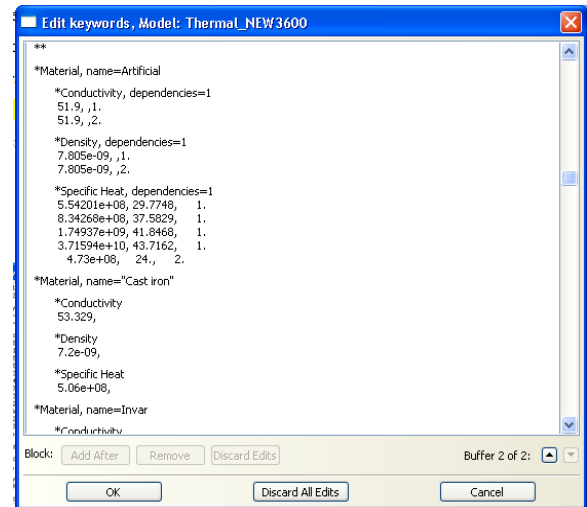 Edit keywords, Model: Thermal_NEW3600
**
*Material, name=Artificial
*Conductivity, dependencies=1
51.9, ,1.
51.9, ,2.
*Density, dependencies=1
7.805e-09, ,1.
7.805e-09, ,2.
*Specific Heat, dependencies=1
5.54201e+08, 29.7748, 1.
8.34268e+08, 37.5829, 1.
1.74937e+09, 41.8468, 1.
3.71594e+10, 43.7162, 1.
4.73e+08, 24., 2.
*Material, name="Cast iron"
*Conductivity
53.329,
*Density
7.2e-09,
*Specific Heat
5.06e+08,
*Material, name=Invar
*Conductivity
Block: Add After Remove Discard Edits Buffer 2 of 2:
OK Discard All Edits Cancel